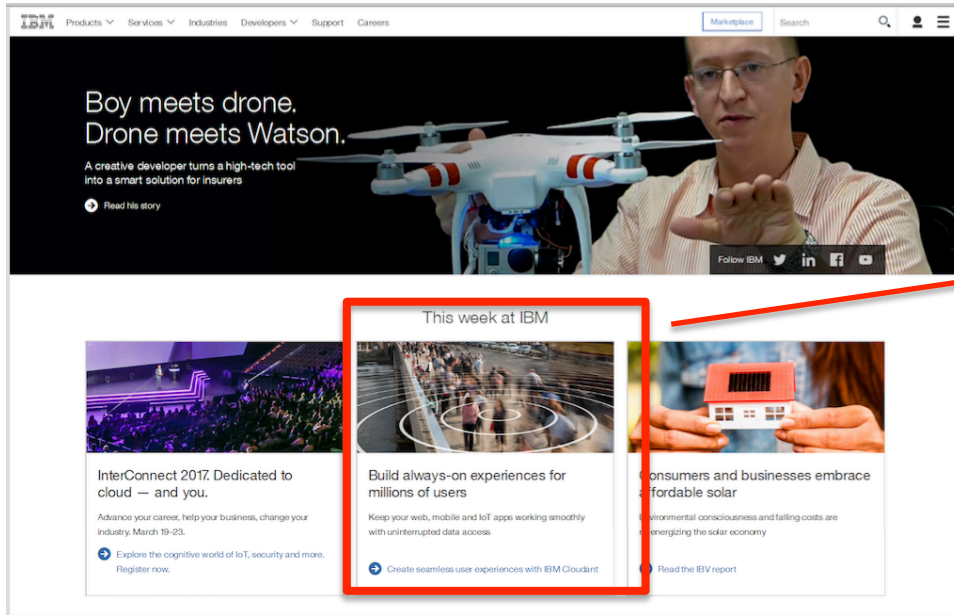 IBM Products Services Industries Developers Support Careers Marketplace Search
Boy meets drone.
Drone meets Watson.
A creative developer turns a high-tech tool
into a smart solution for insurers
Read his story
Follow IBM
This week at IBM
InterConnect 2017. Dedicated to
cloud — and you.
Advance your career, help your business, change your
industry. March 19–23.
Explore the cognitive world of IoT, security and more.
Register now.
Build always-on experiences for
millions of users
Keep your web, mobile and IoT apps working smoothly
with uninterrupted data access
Create seamless user experiences with IBM Cloudant
Consumers and businesses embrace
affordable solar
Environmental consciousness and falling costs are
re-energizing the solar economy
Read the IBV report